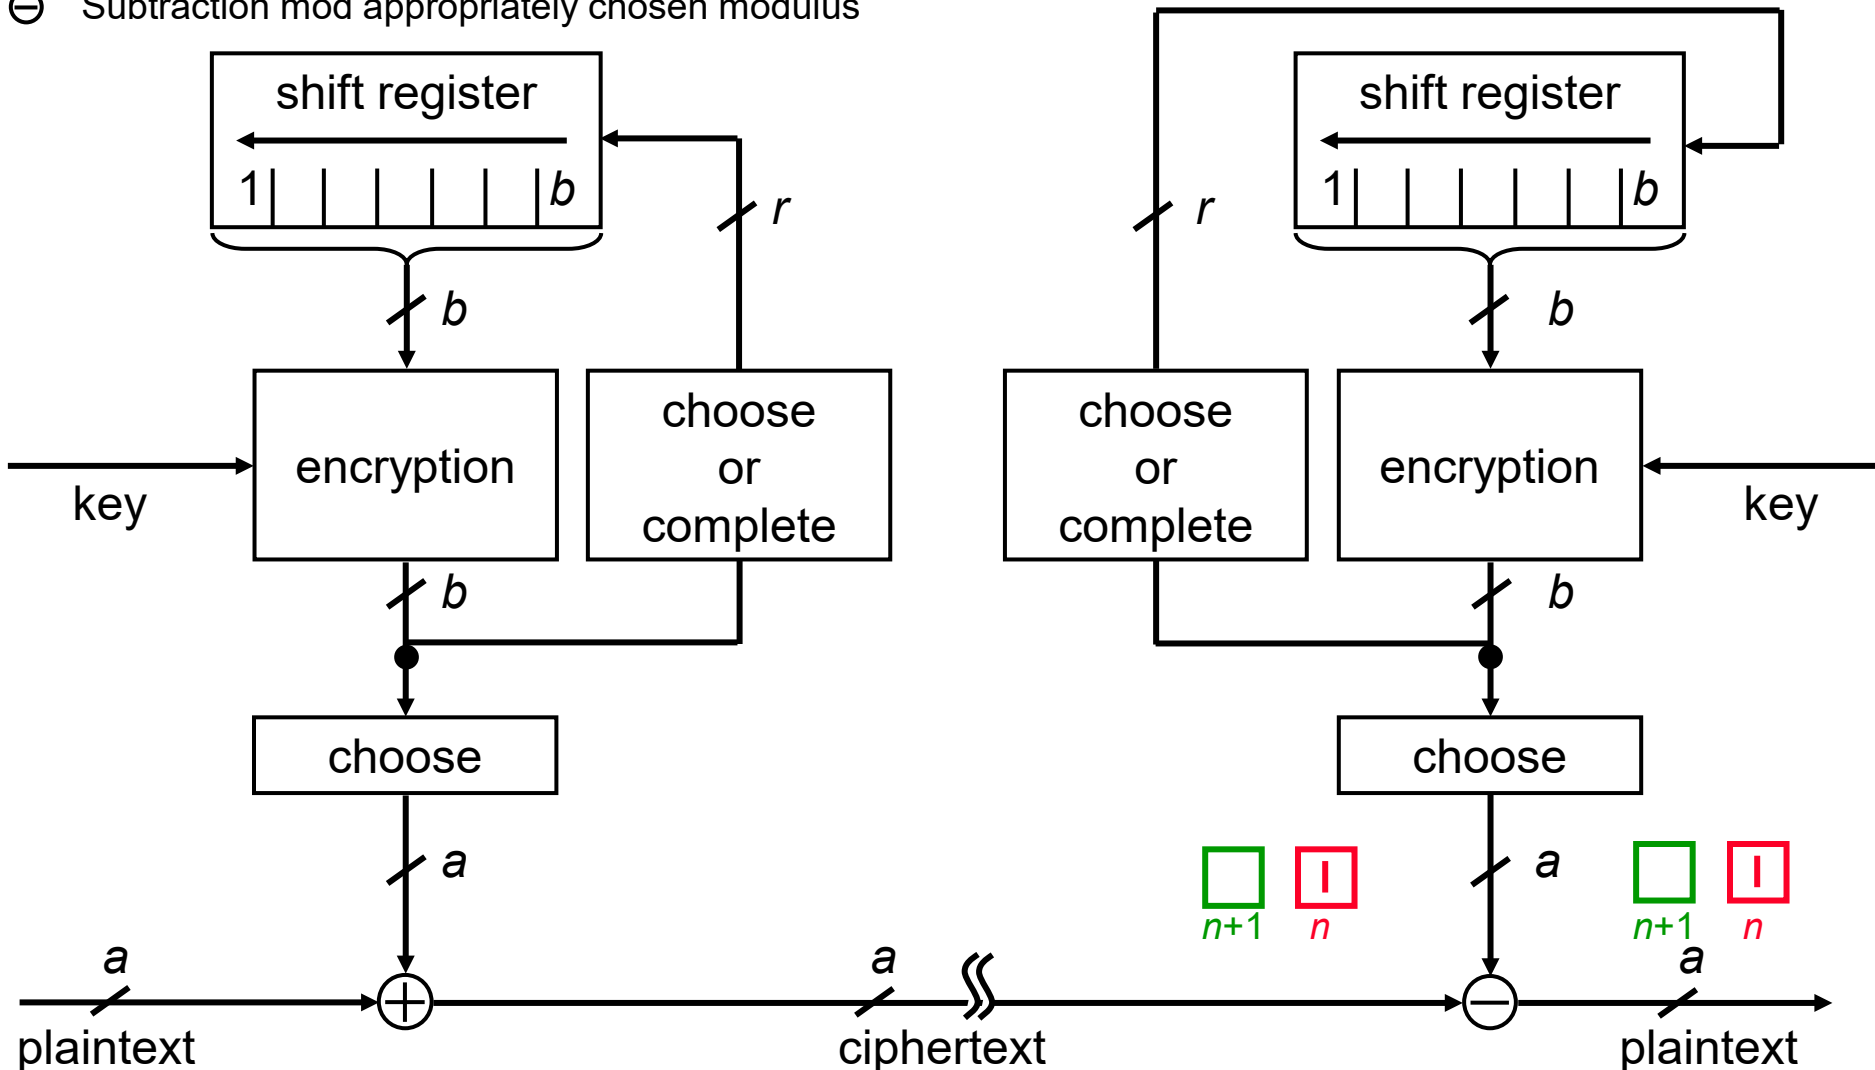 ⊖ Subtraction mod appropriately chosen modulus
shift register
1 b
r
b
encryption
choose
or
complete
key
b
choose
a
a
plaintext
a
ciphertext
shift register
1 b
r
b
choose
or
complete
encryption
key
b
choose
a
n+1 n
n+1 n
a
plaintext